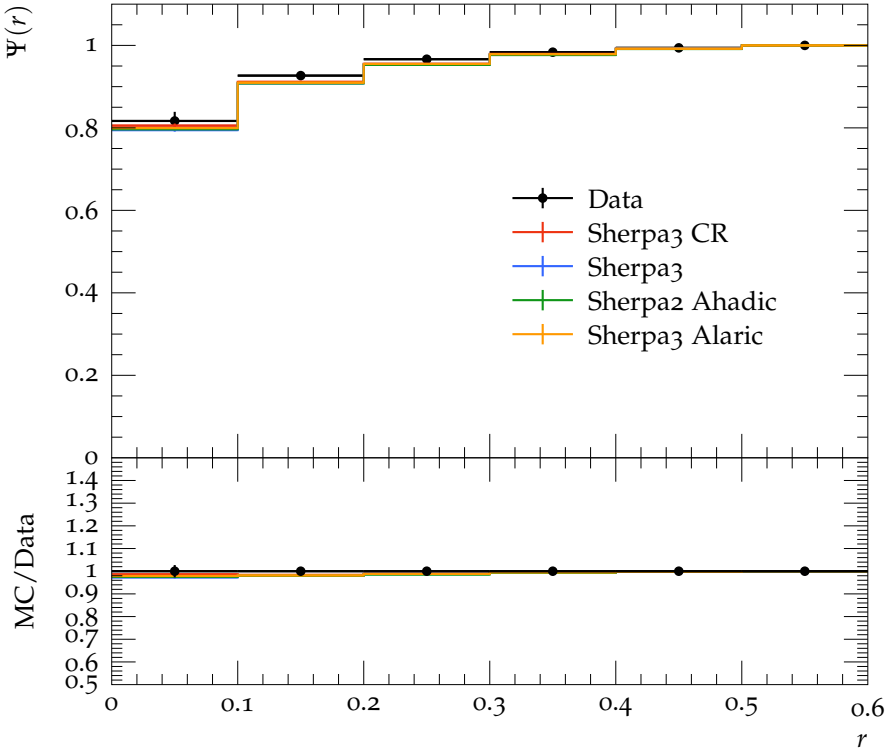 Ψ(r)
1
0.8
0.6
0.4
0.2
0
Data
Sherpa3 CR
Sherpa3
Sherpa2 Ahadic
Sherpa3 Alaric
MC/Data
1.4
1.3
1.2
1.1
1
0.9
0.8
0.7
0.6
0.5
0 0.1 0.2 0.3 0.4 0.5 0.6
r